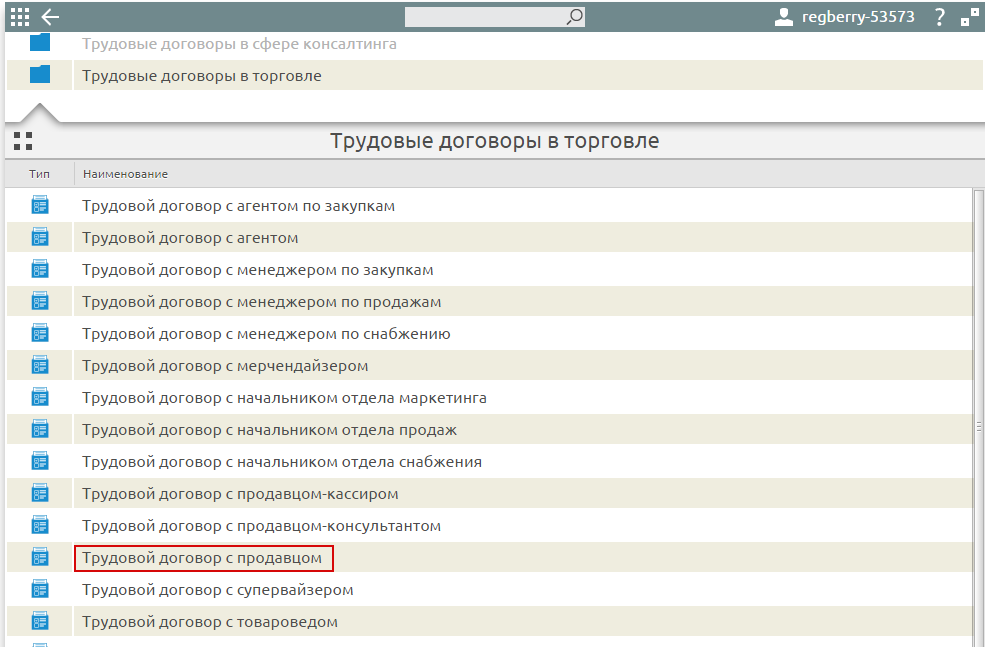 regberry-53573 ?
Трудовые договоры в сфере консалтинга
Трудовые договоры в торговле
Трудовые договоры в торговле
Тип Наименование
Трудовой договор с агентом по закупкам
Трудовой договор с агентом
Трудовой договор с менеджером по закупкам
Трудовой договор с менеджером по продажам
Трудовой договор с менеджером по снабжению
Трудовой договор с мерчендайзером
Трудовой договор с начальником отдела маркетинга
Трудовой договор с начальником отдела продаж
Трудовой договор с начальником отдела снабжения
Трудовой договор с продавцом-кассиром
Трудовой договор с продавцом-консультантом
Трудовой договор с продавцом
Трудовой договор с супервайзером
Трудовой договор с товароведом